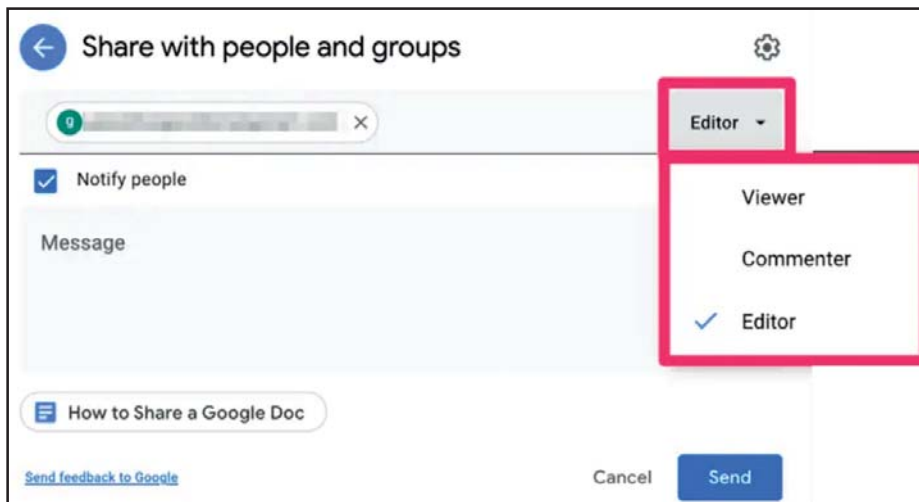 Share with people and groups
g
Editor
Notify people
Viewer
Message
Commenter
Editor
How to Share a Google Doc
Send feedback to Google
Cancel
Send